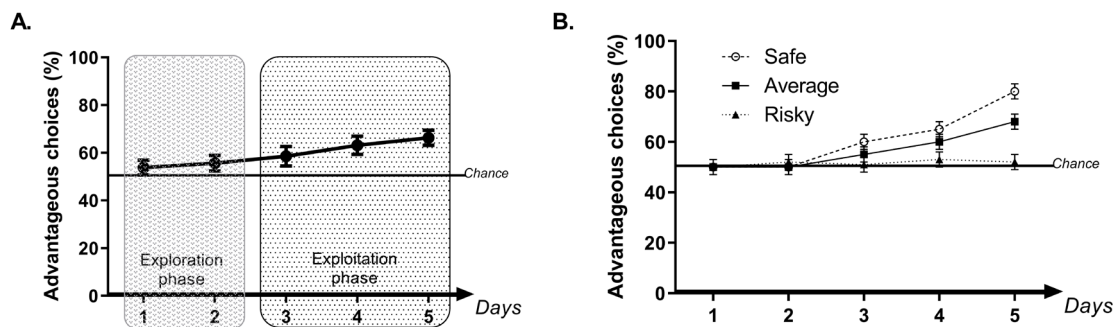 A.
Advantageous choices (%)
100
80
60
40
20
0
Chance
Exploration
phase
Exploitation
phase
1 2 3 4 5
Days
B.
Advantageous choices (%)
100
80
60
40
20
0
Safe
Average
Risky
Chance
1 2 3 4 5
Days